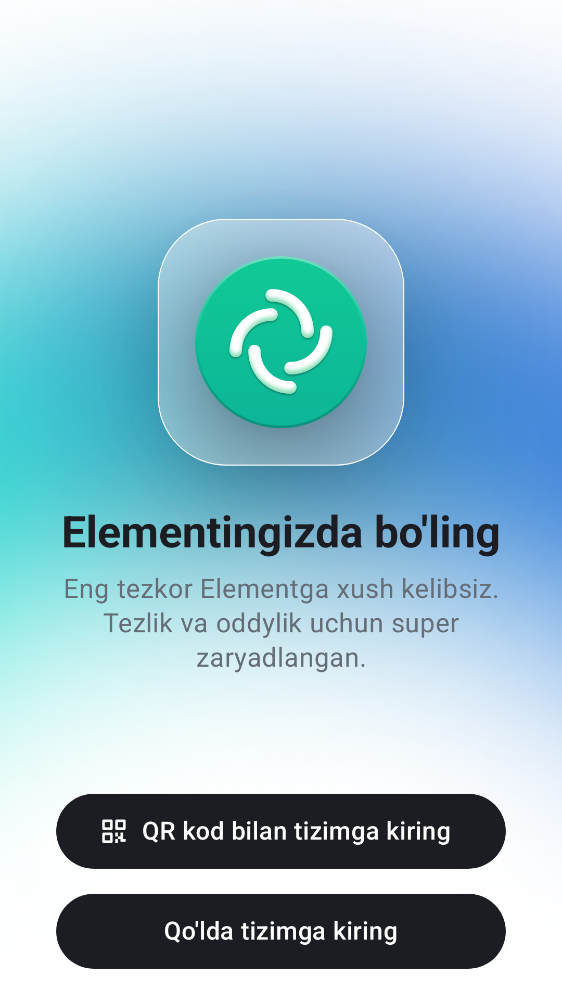 Elementingizda bo'ling
Eng tezkor Elementga xush kelibsiz.
Tezlik va oddylik uchun super
zaryadlangan.
QR kod bilan tizimga kiring
Qo'lda tizimga kiring